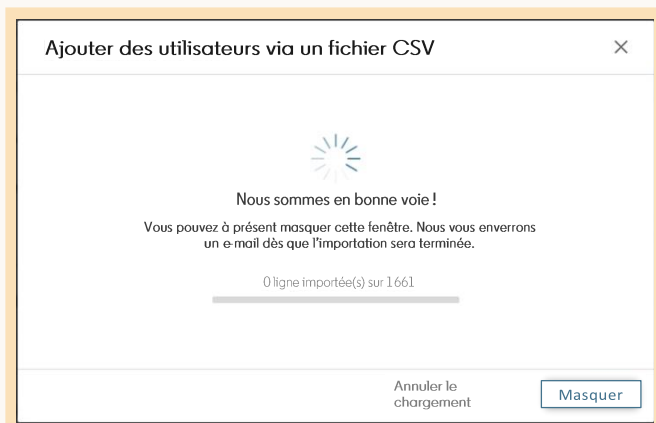 Ajouter des utilisateurs via un fichier CSV
Nous sommes en bonne voie !
Vous pouvez à présent masquer cette fenêtre. Nous vous enverrons
un e-mail dès que l'importation sera terminée.
0 ligne importée(s) sur 1661
Annuler le
chargement
Masquer